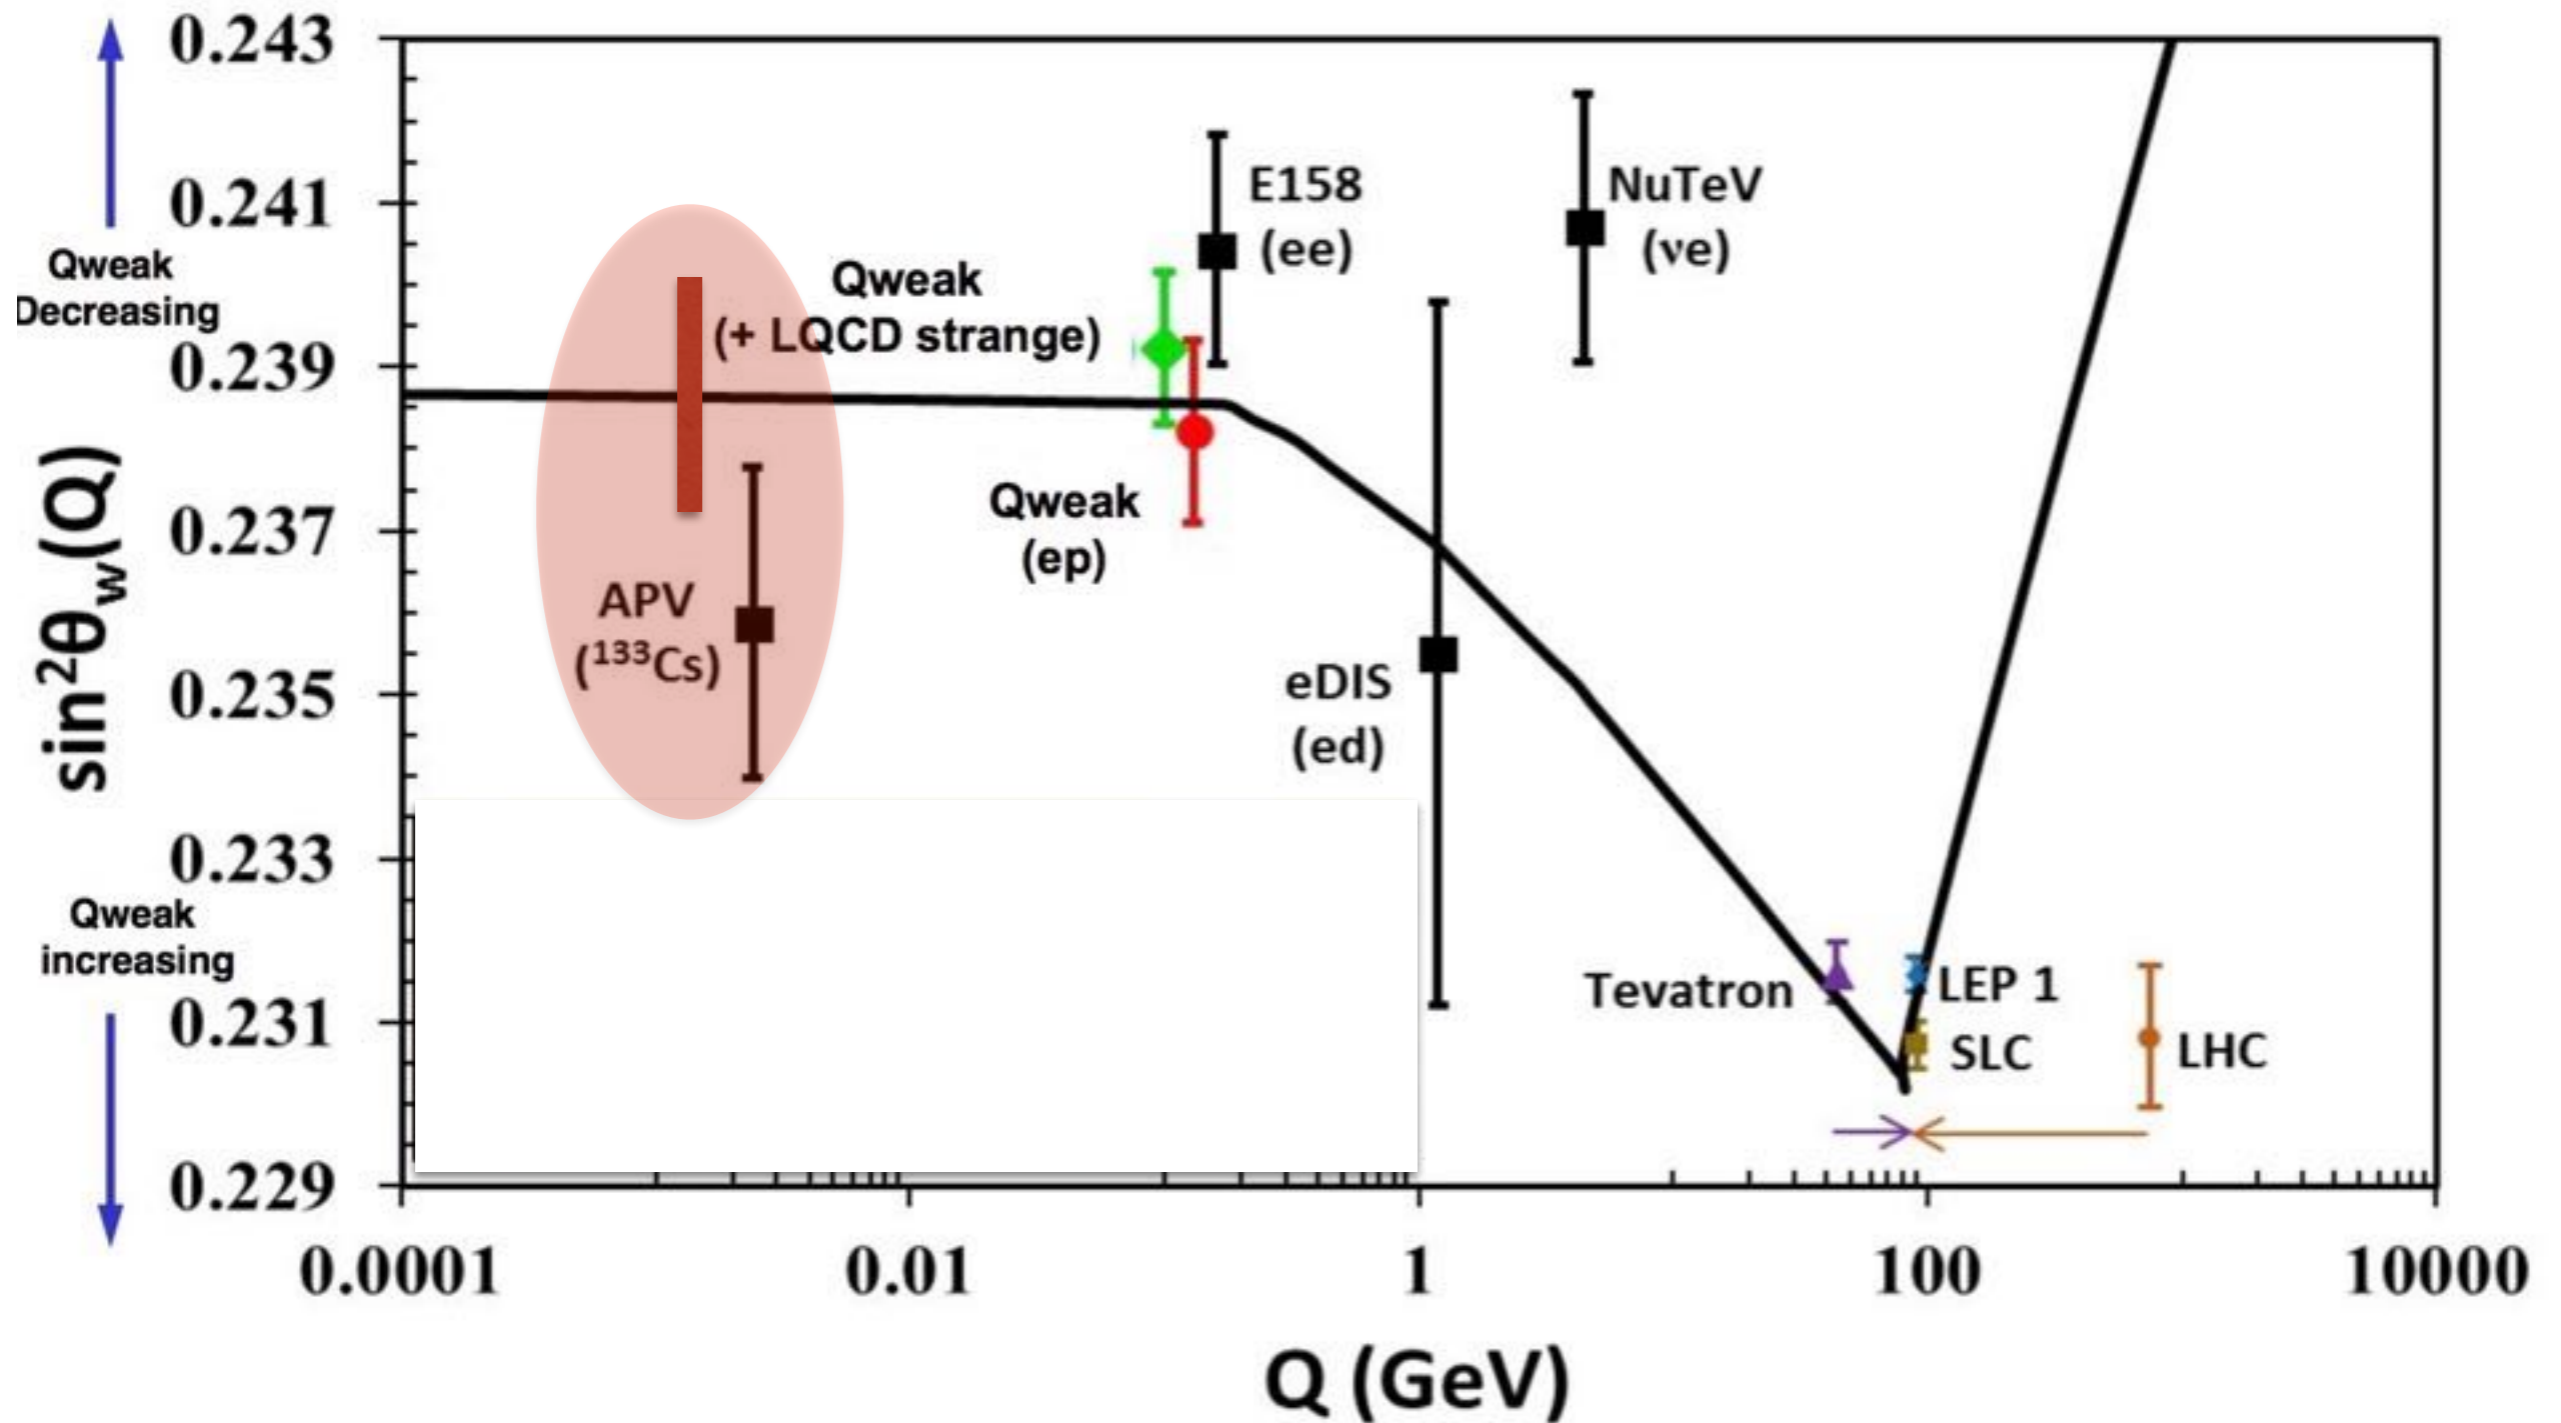 0.243
0.241
0.239
0.237
0.235
0.233
0.231
0.229
Qweak
Decreasing
Qweak
increasing
sin²θw(Q)
Qweak
(+ LQCD strange)
E158
(ee)
NuTeV
(νe)
APV
(¹³³Cs)
Qweak
(ep)
eDIS
(ed)
Tevatron
LEP 1
SLC
LHC
0.0001
0.01
1
100
10000
Q (GeV)